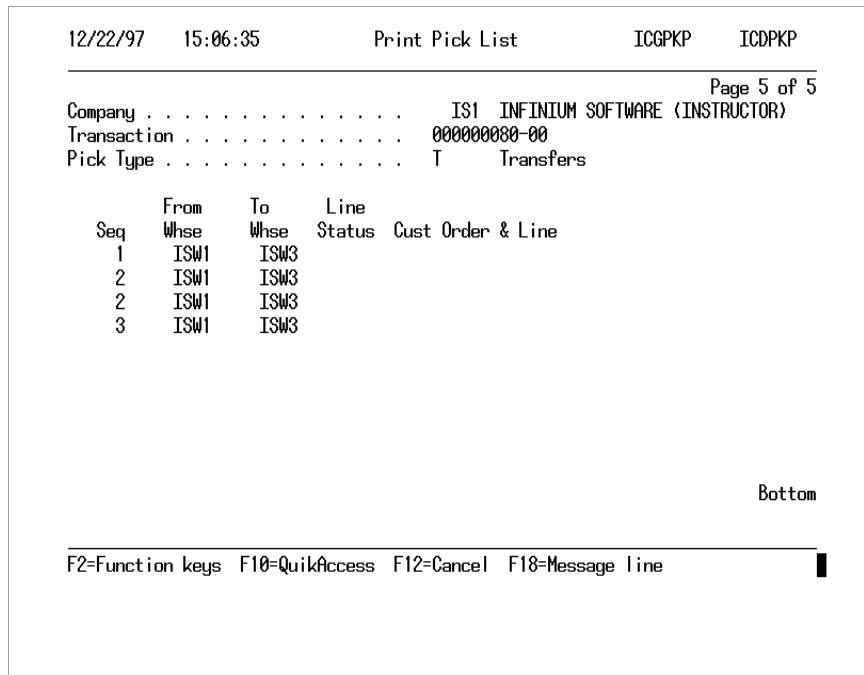 12/22/97 15:06:35 Print Pick List ICGPKP ICDPKP
Page 5 of 5
Company . . . . . . . . . . . . . . . IS1 INFINIUM SOFTWARE (INSTRUCTOR)
Transaction . . . . . . . . . . . . . 000000080-00
Pick Type . . . . . . . . . . . . . . T Transfers
From To Line
Seq Whse Whse Status Cust Order & Line
1 ISW1 ISW3
2 ISW1 ISW3
2 ISW1 ISW3
3 ISW1 ISW3
Bottom
F2=Function keys F10=QuikAccess F12=Cancel F18=Message line